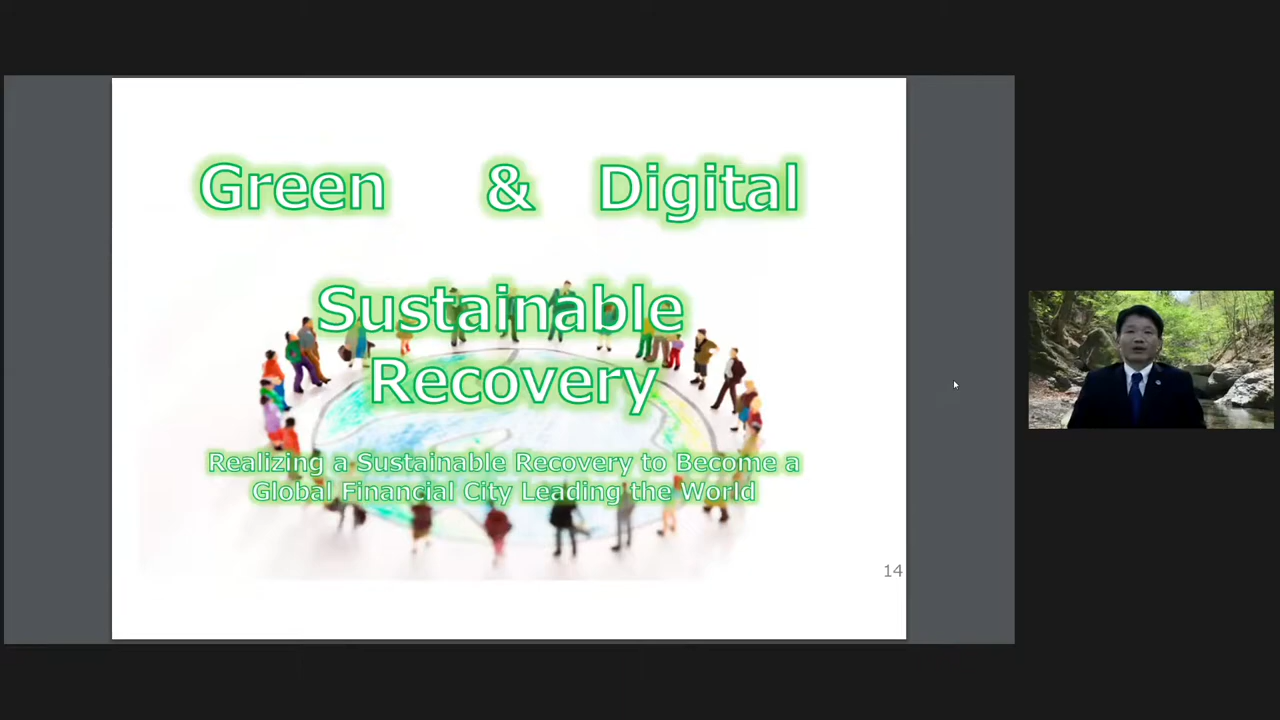 Green & Digital
Sustainable
Recovery
Realizing a Sustainable Recovery to Become a
Global Financial City Leading the World
14